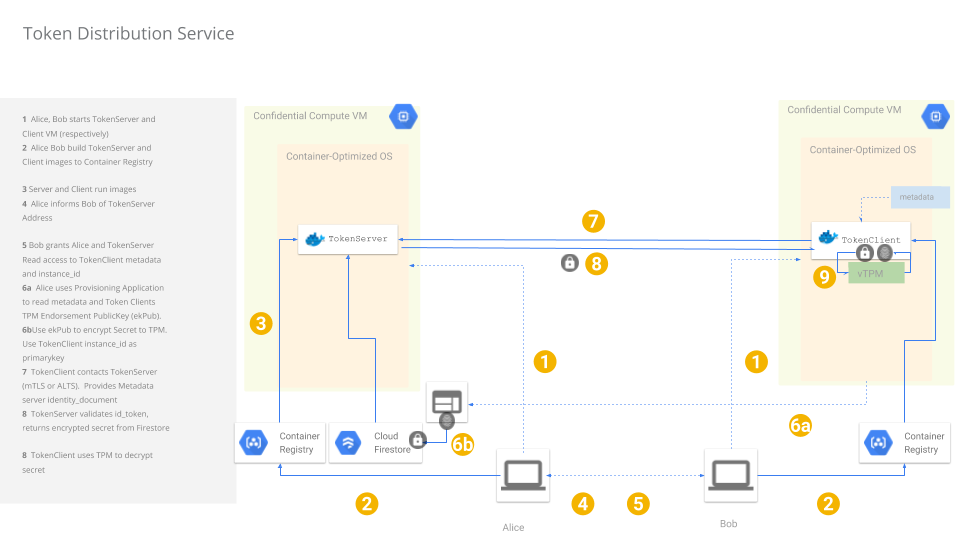 Token Distribution Service
1 Alice, Bob starts TokenServer and
Client VM (respectively)
2 Alice Bob build TokenServer and
Client images to Container Registry
3 Server and Client run images
4 Alice informs Bob of TokenServer
Address
5 Bob grants Alice and TokenServer
Read access to TokenClient metadata
and instance_id
6a Alice uses Provisioning Application
to read metadata and Token Clients
TPM Endorsement PublicKey (ekPub).
6bUse ekPub to encrypt Secret to TPM.
Use TokenClient instance_id as
primarykey
7 TokenClient contacts TokenServer
(mTLS or ALTS). Provides Metadata
server identity_document
8 TokenServer validates id_token,
returns encrypted secret from Firestore
8 TokenClient uses TPM to decrypt
secret
Confidential Compute VM
Container-Optimized OS
TokenServer
Confidential Compute VM
Container-Optimized OS
metadata
TokenClient
vTPM
7
8
9
3
1
1
6a
6b
Container
Registry
Cloud
Firestore
Container
Registry
2
4
5
2
Alice
Bob